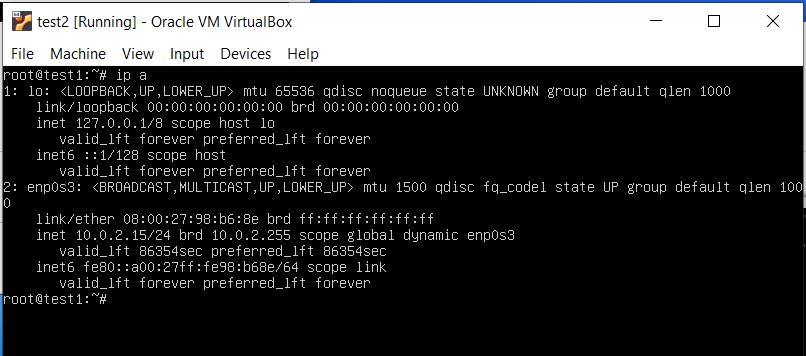 test2 [Running] - Oracle VM VirtualBox
File Machine View Input Devices Help
root@test1:~# ip a
1: lo: <LOOPBACK,UP,LOWER_UP> mtu 65536 qdisc noqueue state UNKNOWN group default qlen 1000
    link/loopback 00:00:00:00:00:00 brd 00:00:00:00:00:00
    inet 127.0.0.1/8 scope host lo
       valid_lft forever preferred_lft forever
    inet6 ::1/128 scope host
       valid_lft forever preferred_lft forever
2: enp0s3: <BROADCAST,MULTICAST,UP,LOWER_UP> mtu 1500 qdisc fq_codel state UP group default qlen 100
0
    link/ether 08:00:27:98:b6:8e brd ff:ff:ff:ff:ff:ff
    inet 10.0.2.15/24 brd 10.0.2.255 scope global dynamic enp0s3
       valid_lft 86354sec preferred_lft 86354sec
    inet6 fe80::a00:27ff:fe98:b68e/64 scope link
       valid_lft forever preferred_lft forever
root@test1:~#